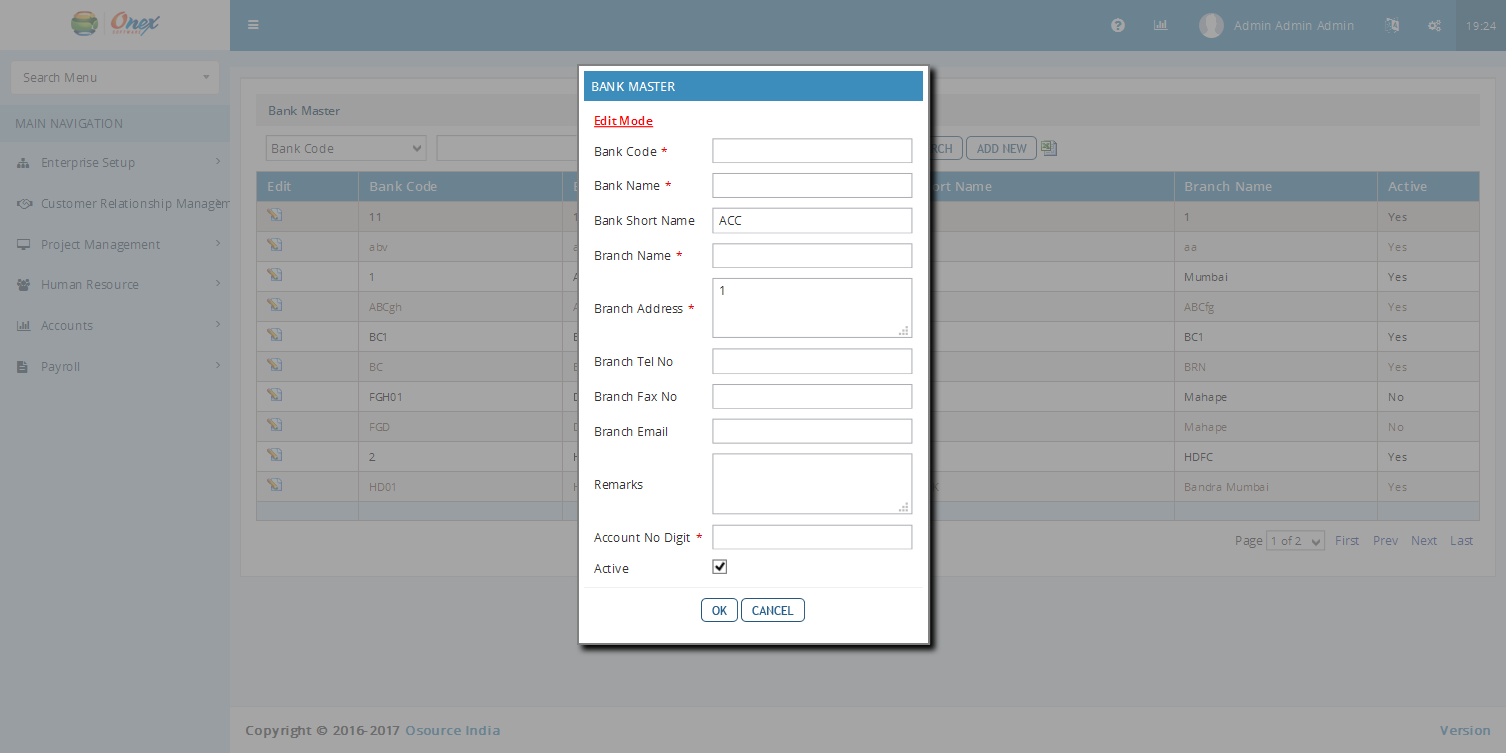 Onex
SOFTWARE
Admin Admin Admin
19:24
Search Menu
MAIN NAVIGATION
Enterprise Setup
Customer Relationship Managem
Project Management
Human Resource
Accounts
Payroll
Bank Master
Bank Code
RCH
ADD NEW
Edit Bank Code ort Name Branch Name Active
11 1 1 Yes
abv a aa Yes
1 A Mumbai Yes
ABCgh A ABCfg Yes
BC1 B BC1 Yes
BC B BRN Yes
FGH01 D Mahape No
FGD D Mahape No
2 H HDFC Yes
HD01 H K Bandra Mumbai Yes
Page 1 of 2 First Prev Next Last
BANK MASTER
Edit Mode
Bank Code *
Bank Name *
Bank Short Name ACC
Branch Name *
Branch Address * 1
Branch Tel No
Branch Fax No
Branch Email
Remarks
Account No Digit *
Active
OK CANCEL
Copyright © 2016-2017 Osource India
Version